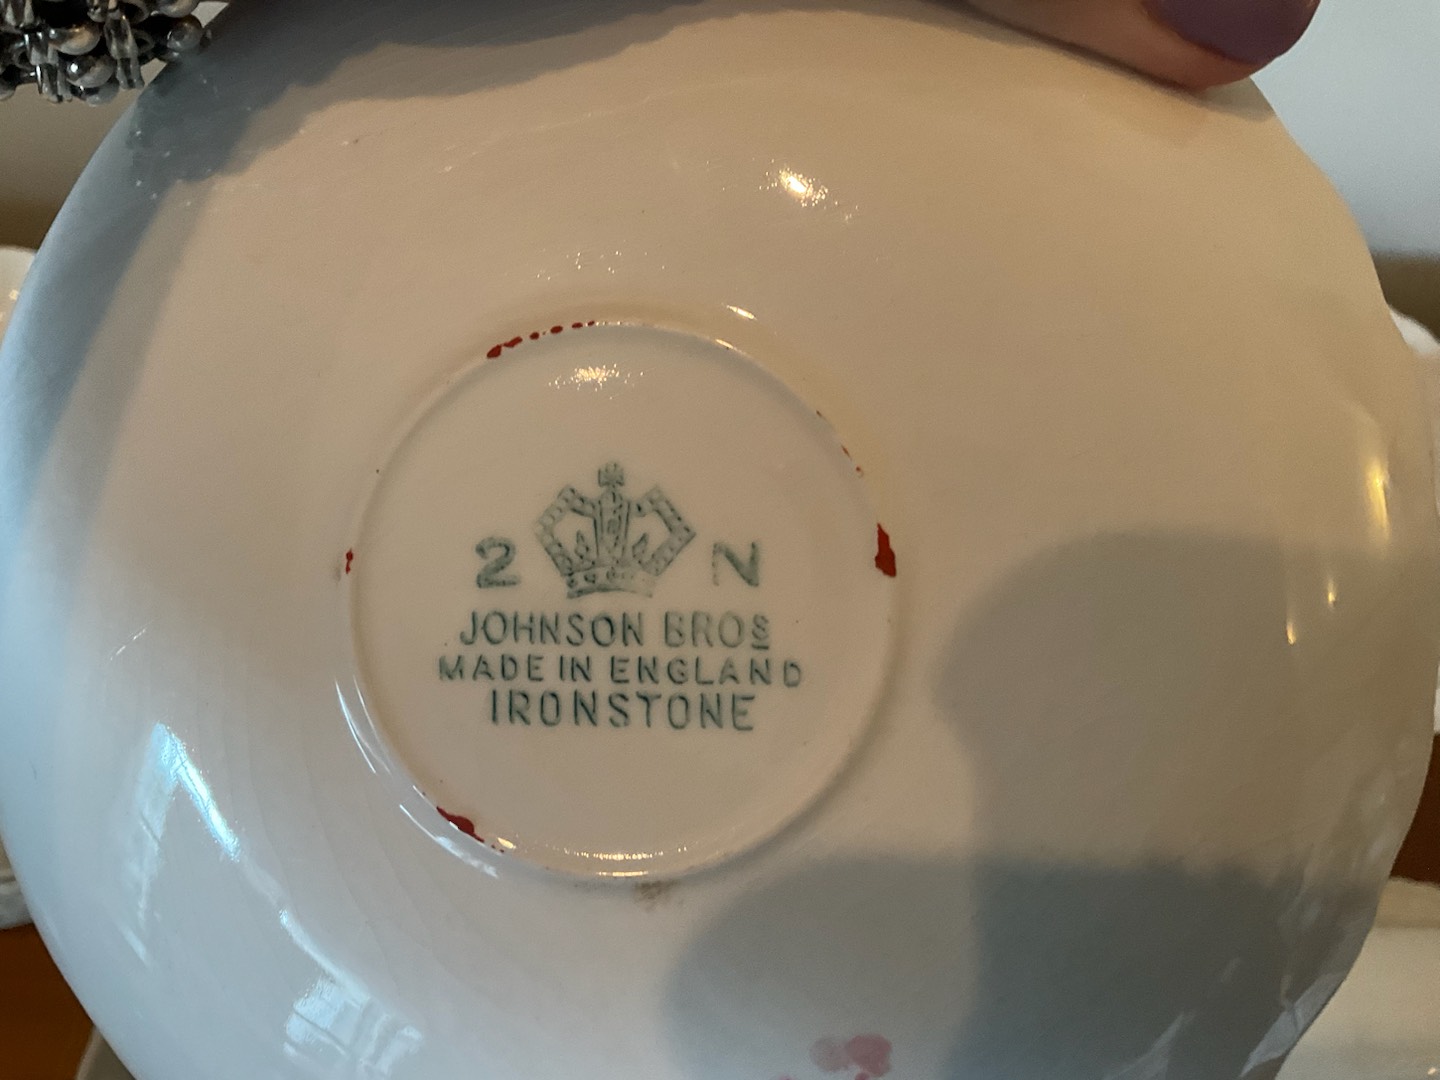 2 N
JOHNSON BROS
MADE IN ENGLAND
IRONSTONE